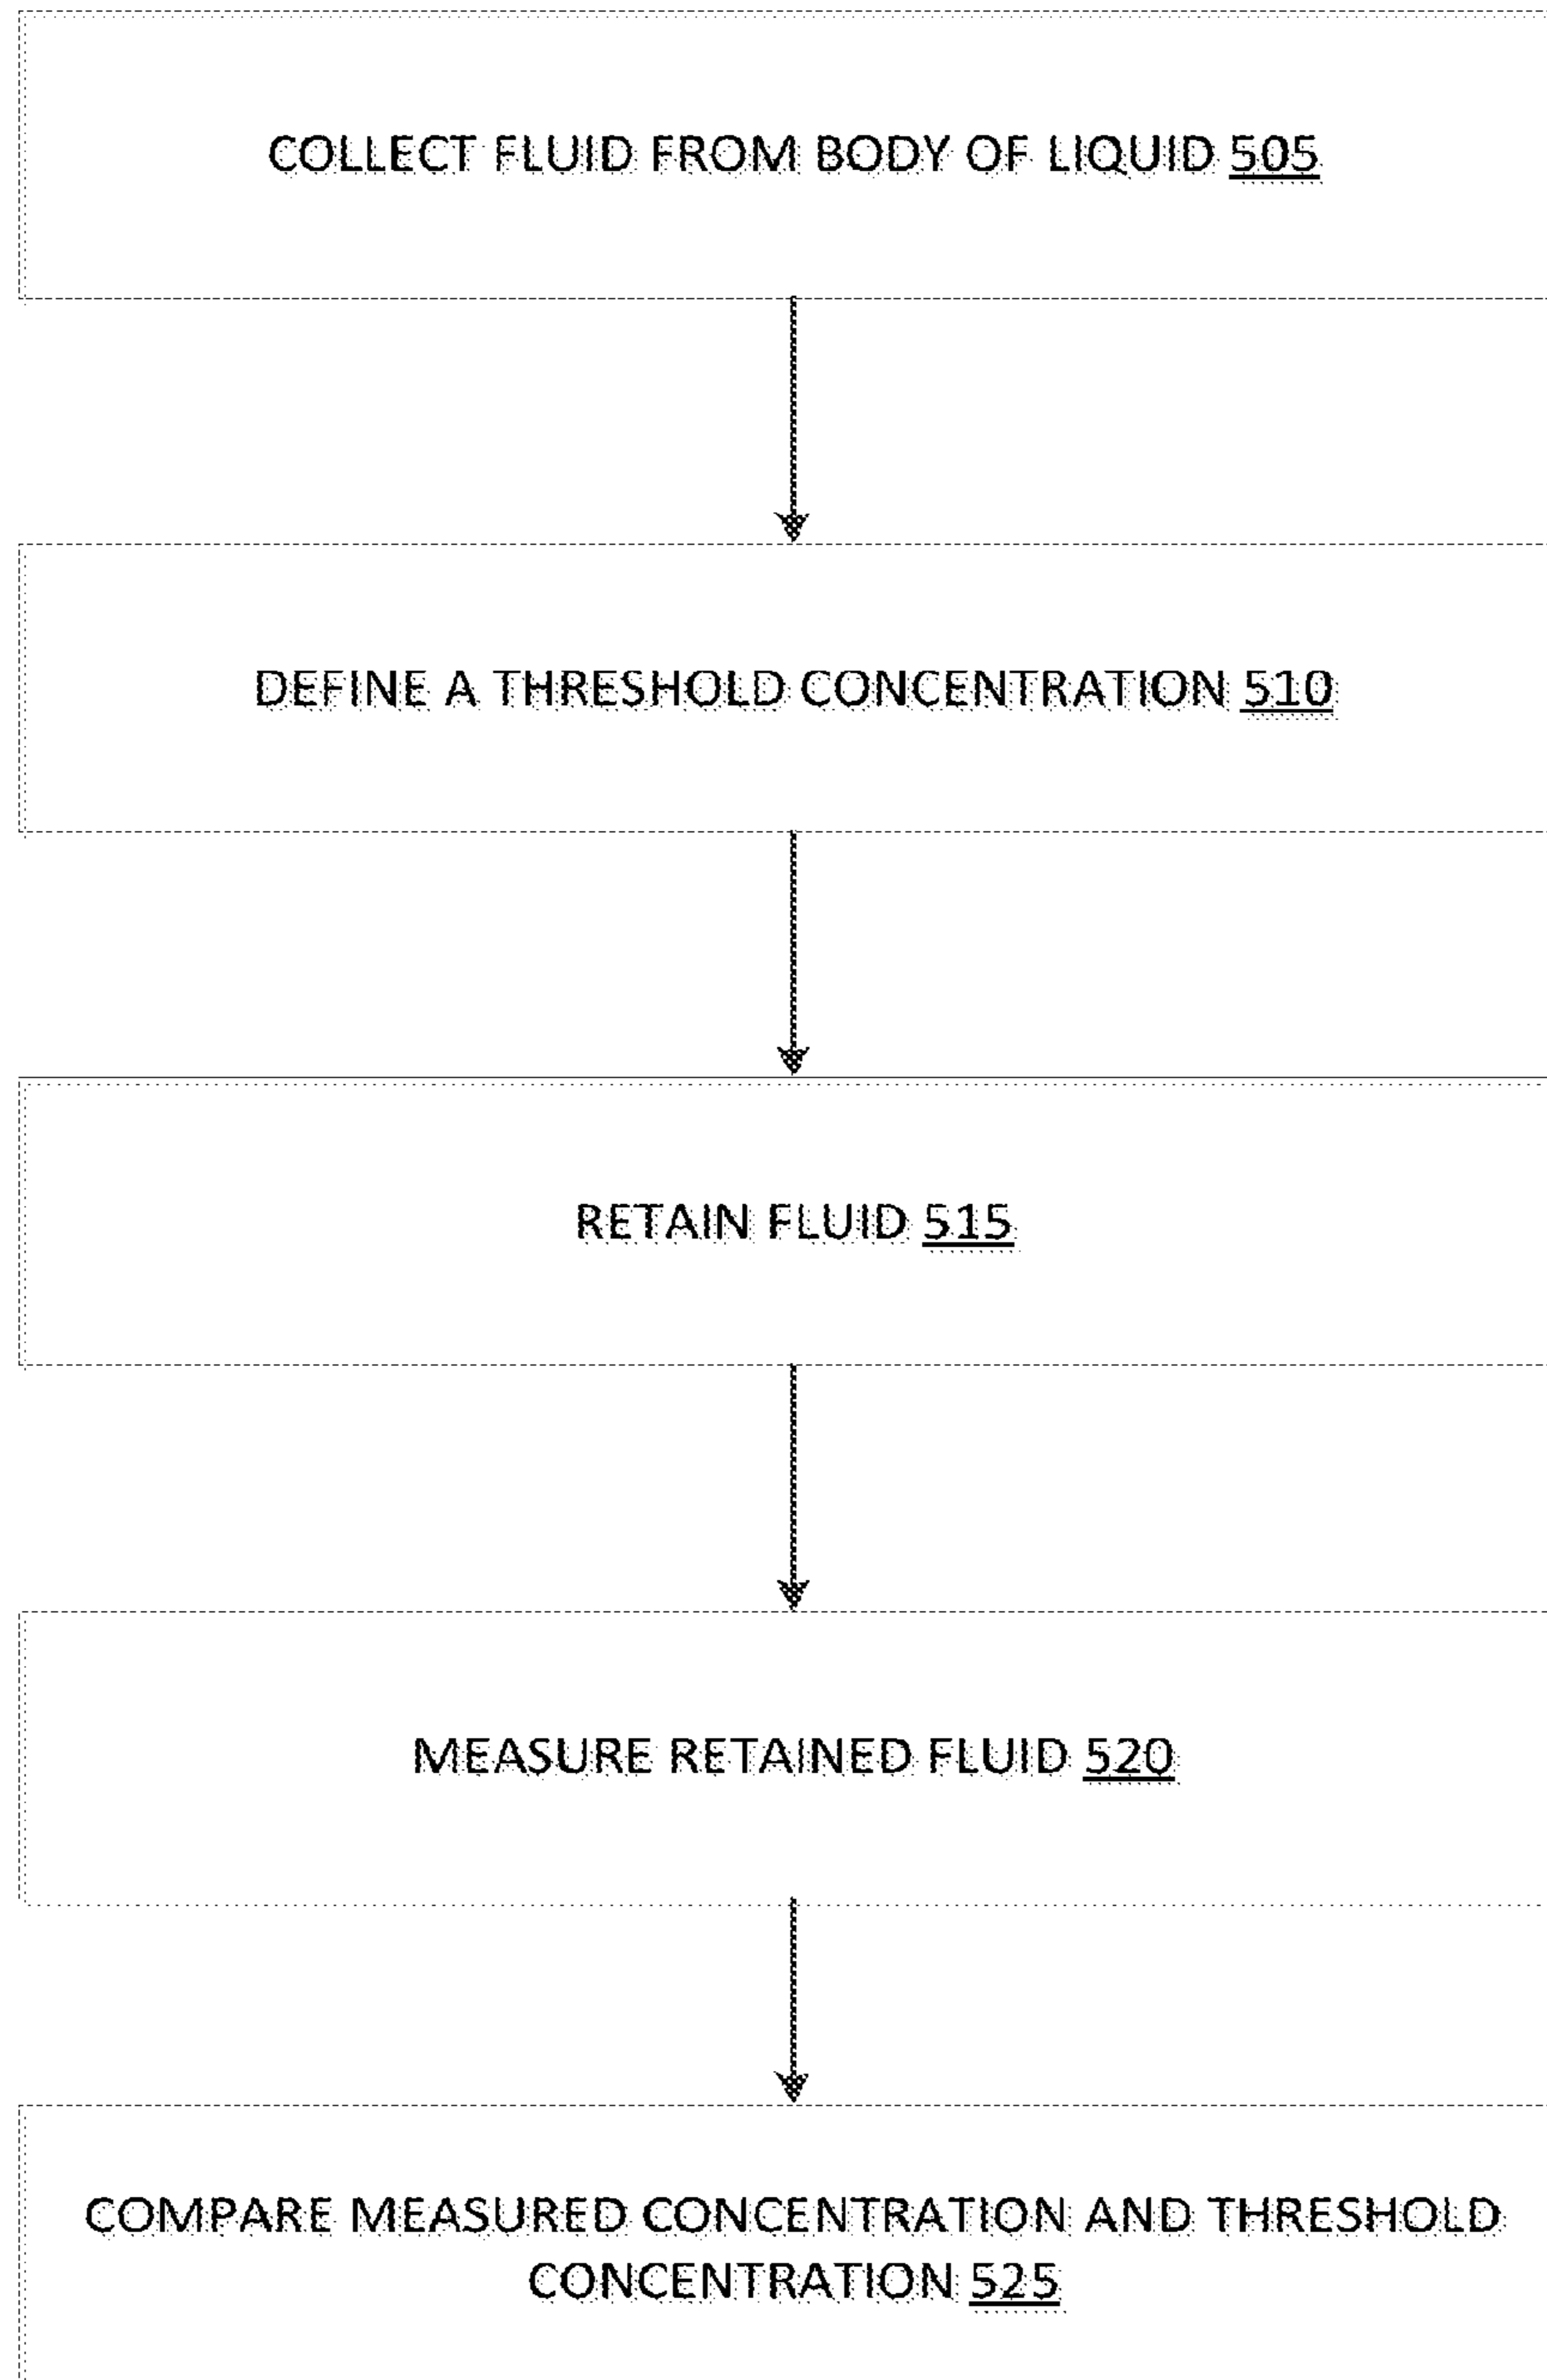 COLLECT FLUID FROM BODY OF LIQUID 505
DEFINE A THRESHOLD CONCENTRATION 510
RETAIN FLUID 515
MEASURE RETAINED FLUID 520
COMPARE MEASURED CONCENTRATION AND THRESHOLD
CONCENTRATION 525